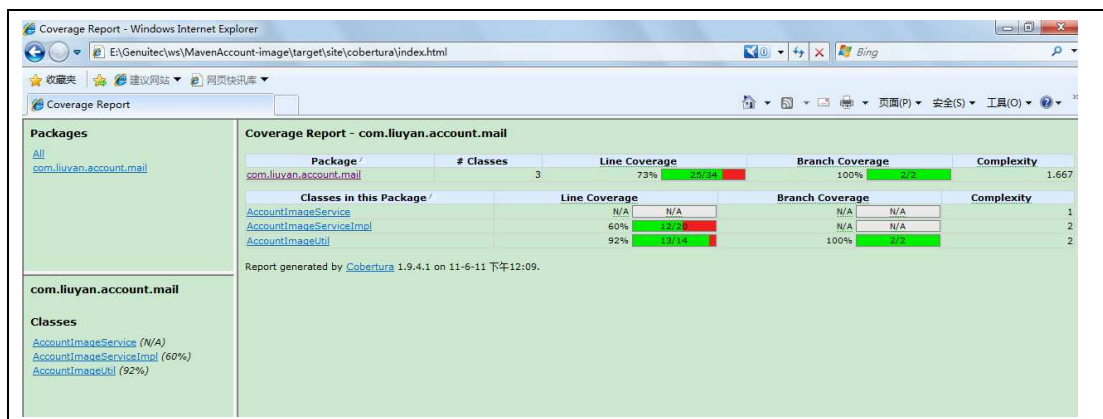 Coverage Report - Windows Internet Explorer
E:\Genuitec\ws\MavenAccount-image\target\site\cobertura\index.html
Bing
收藏夹 建议网站 网页快讯库
Coverage Report
页面(P) 安全(S) 工具(O)
Packages
All
com.liuyan.account.mail
Coverage Report - com.liuyan.account.mail
Package # Classes Line Coverage Branch Coverage Complexity
com.liuyan.account.mail 3 73% 25/34 100% 2/2 1.667
Classes in this Package Line Coverage Branch Coverage Complexity
AccountImageService N/A N/A N/A N/A 1
AccountImageServiceImpl 60% 12/20 N/A N/A 2
AccountImageUtil 92% 13/14 100% 2/2 2
Report generated by Cobertura 1.9.4.1 on 11-6-11 下午12:09.
com.liuyan.account.mail
Classes
AccountImageService (N/A)
AccountImageServiceImpl (60%)
AccountImageUtil (92%)